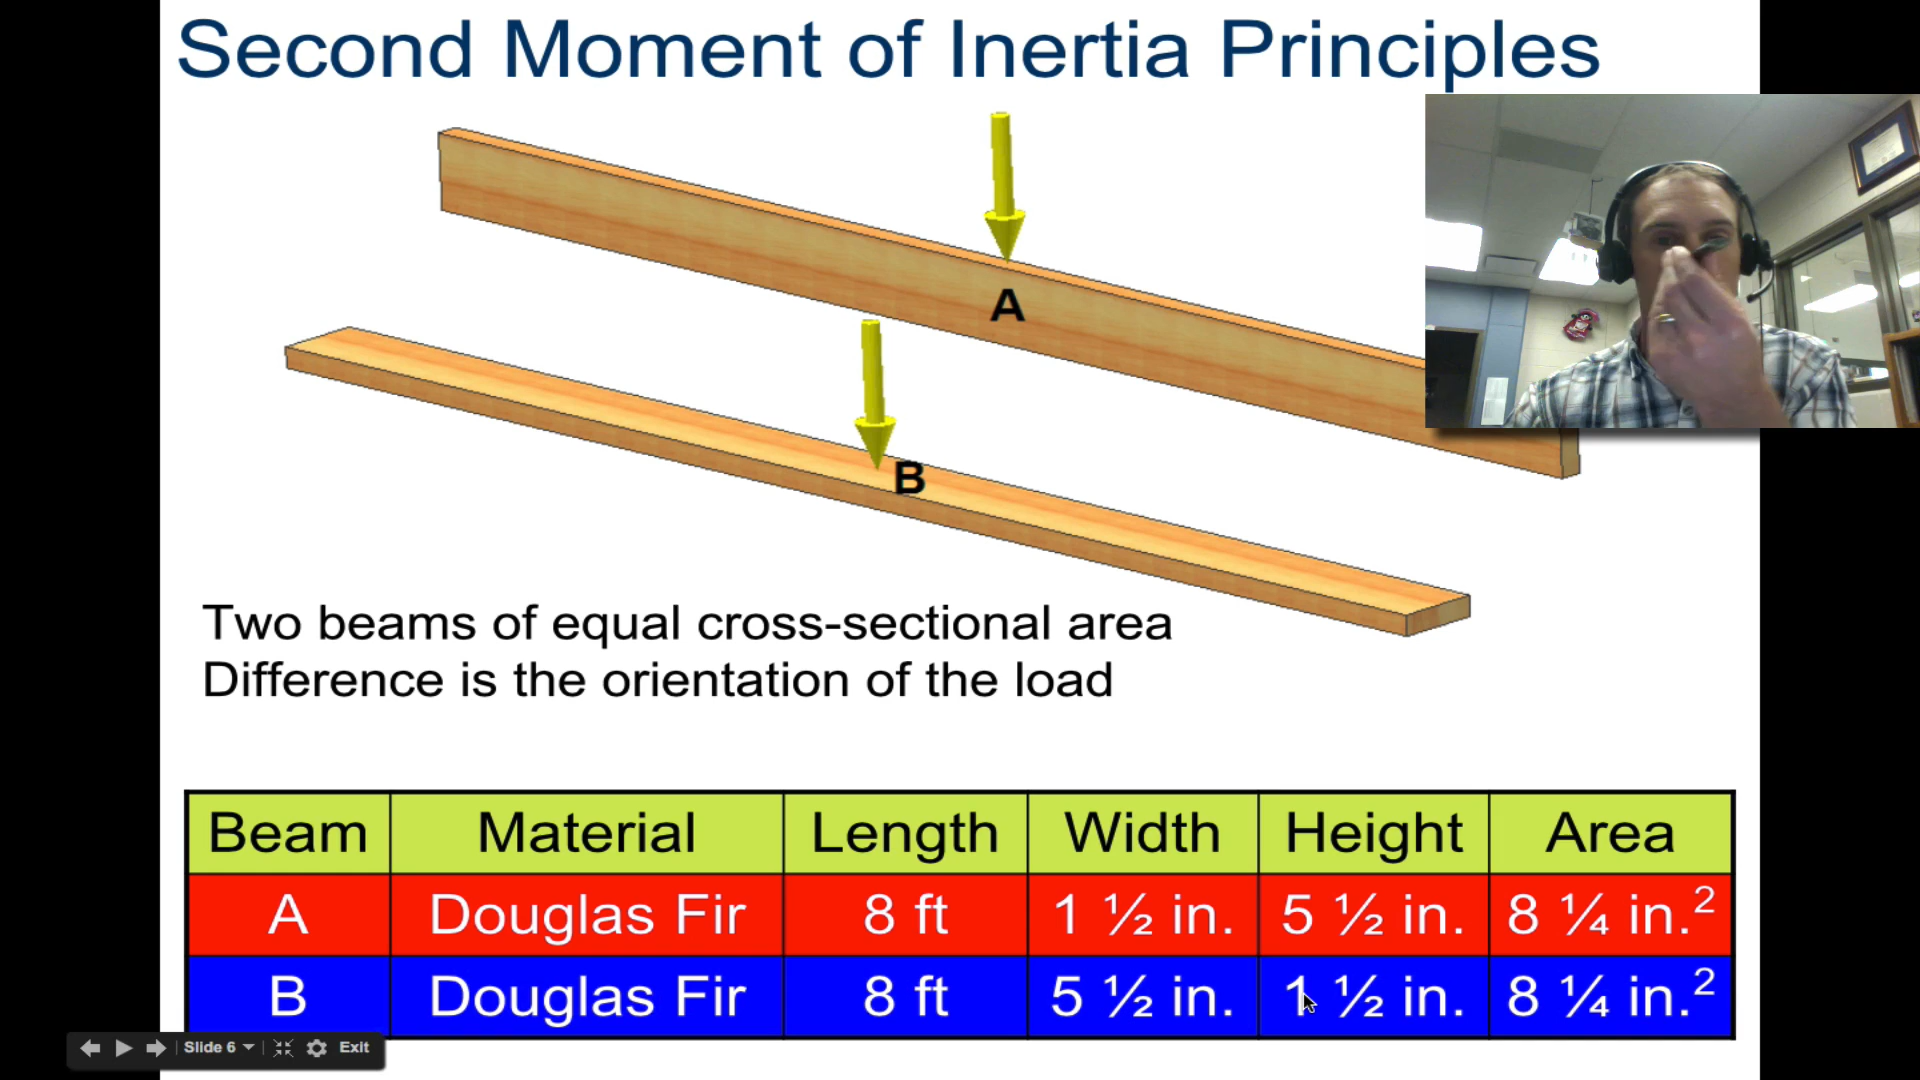 Second Moment of Inertia Principles
A
B
Two beams of equal cross-sectional area
Difference is the orientation of the load
Beam Material Length Width Height Area
A Douglas Fir 8 ft 1 ½ in. 5 ½ in. 8 ¼ in.²
B Douglas Fir 8 ft 5 ½ in. 1 ½ in. 8 ¼ in.²
Slide 6 Exit